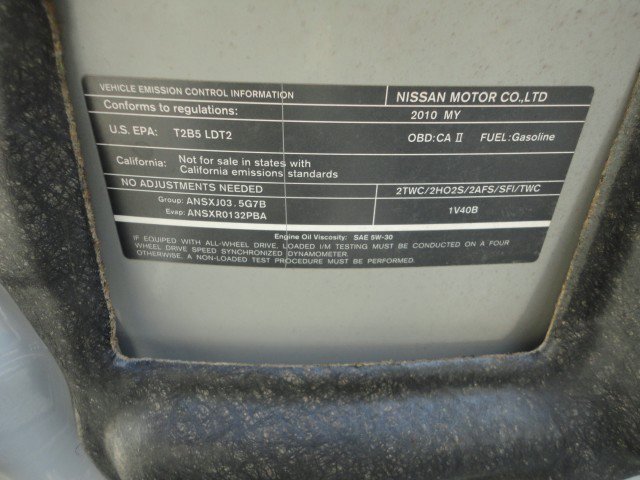 VEHICLE EMISSION CONTROL INFORMATION NISSAN MOTOR CO.,LTD
Conforms to regulations: 2010 MY
U.S. EPA: T2B5 LDT2 OBD:CA II FUEL:Gasoline
California: Not for sale in states with
California emissions standards
NO ADJUSTMENTS NEEDED 2TWC/2HO2S/2AFS/SFI/TWC
Group: ANSXJ03.5G7B
Evap: ANSXR0132PBA 1V40B
Engine Oil Viscosity: SAE 5W-30
IF EQUIPPED WITH ALL-WHEEL DRIVE, LOADED I/M TESTING MUST BE CONDUCTED ON A FOUR
WHEEL DRIVE SPEED SYNCHRONIZED DYNAMOMETER.
OTHERWISE, A NON-LOADED TEST PROCEDURE MUST BE PERFORMED.